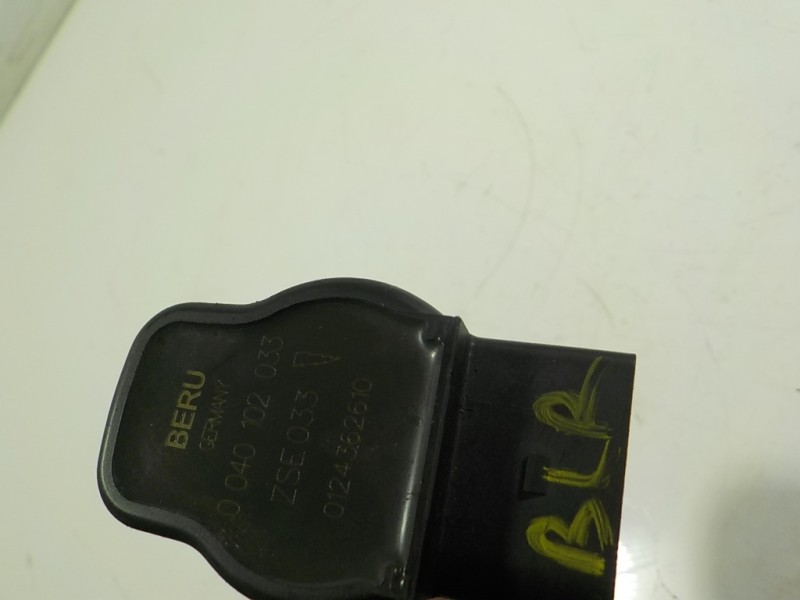 BERU
GERMANY
0 040 102 033
ZSE 033
0124362610
BLR